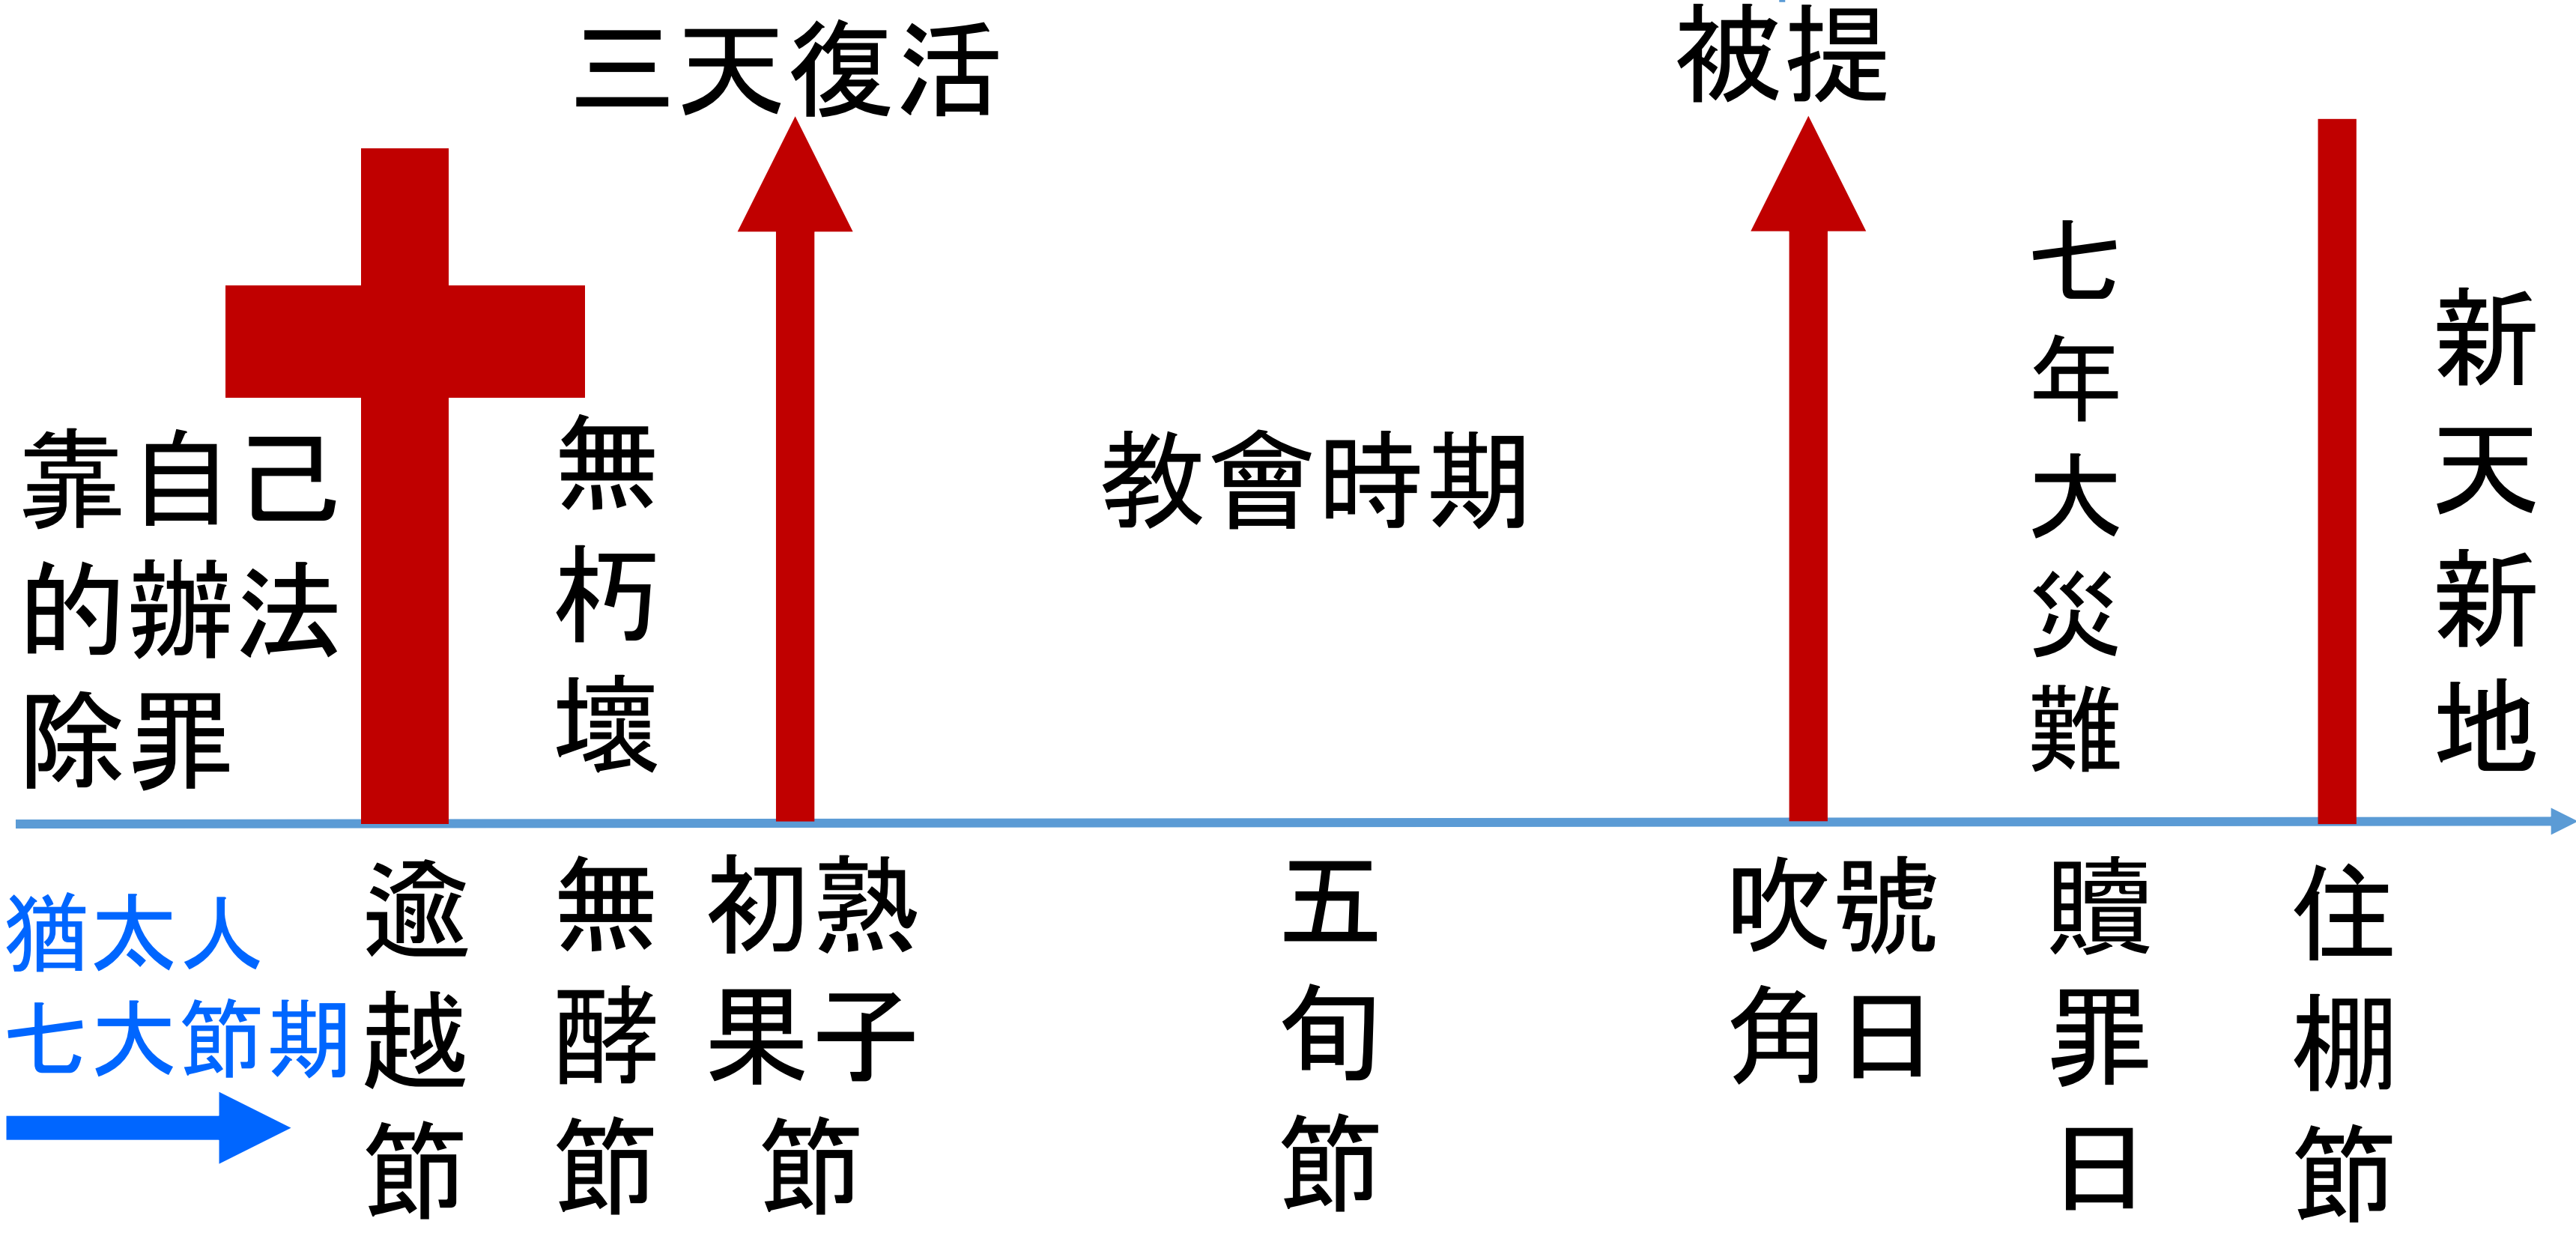 三天復活
被提
靠自己
的辦法
除罪
無朽壞
教會時期
七年大災難
新天新地
猶太人
七大節期
逾越節
無酵節
初熟
果子
節
五旬節
吹號
角日
贖罪日
住棚節